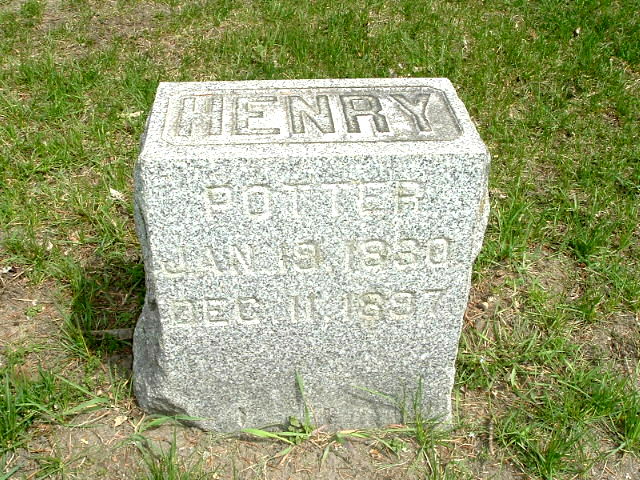 HENRY
POTTER
JAN 19, 1830
DEC 11, 1897